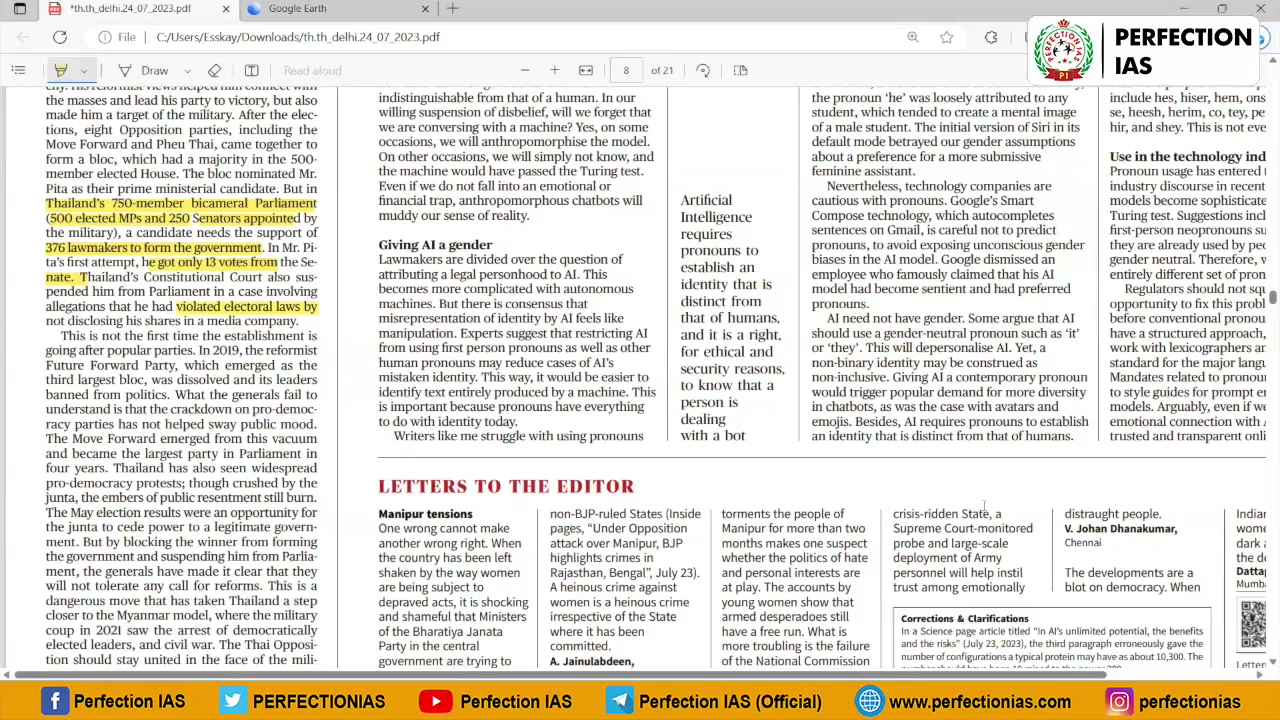 *th.th_delhi.24_07_2023.pdf
Google Earth
File
C:/Users/Esskay/Downloads/th.th_delhi.24_07_2023.pdf
PERFECTION
IAS
PI
Draw
Read aloud
8
of 21
the masses and lead his party to victory, but also
made him a target of the military. After the elec-
tions, eight Opposition parties, including the
Move Forward and Pheu Thai, came together to
form a bloc, which had a majority in the 500-
member elected House. The bloc nominated Mr.
Pita as their prime ministerial candidate. But in
Thailand's 750-member bicameral Parliament
(500 elected MPs and 250 Senators appointed by
the military), a candidate needs the support of
376 lawmakers to form the government. In Mr. Pi-
ta's first attempt, he got only 13 votes from the Se-
nate. Thailand's Constitutional Court also sus-
pended him from Parliament in a case involving
allegations that he had violated electoral laws by
not disclosing his shares in a media company.
This is not the first time the establishment is
going after popular parties. In 2019, the reformist
Future Forward Party, which emerged as the
third largest bloc, was dissolved and its leaders
banned from politics. What the generals fail to
understand is that the crackdown on pro-democ-
racy parties has not helped sway public mood.
The Move Forward emerged from this vacuum
and became the largest party in Parliament in
four years. Thailand has also seen widespread
pro-democracy protests; though crushed by the
junta, the embers of public resentment still burn.
The May election results were an opportunity for
the junta to cede power to a legitimate govern-
ment. But by blocking the winner from forming
the government and suspending him from Parlia-
ment, the generals have made it clear that they
will not tolerate any call for reforms. This is a
dangerous move that has taken Thailand a step
closer to the Myanmar model, where the military
coup in 2021 saw the arrest of democratically
elected leaders, and civil war. The Thai Opposi-
tion should stay united in the face of the mili-
indistinguishable from that of a human. In our
willing suspension of disbelief, will we forget that
we are conversing with a machine? Yes, on some
occasions, we will anthropomorphise the model.
On other occasions, we will simply not know, and
the machine would have passed the Turing test.
Even if we do not fall into an emotional or
financial trap, anthropomorphic chatbots will
muddy our sense of reality.
Giving AI a gender
Lawmakers are divided over the question of
attributing a legal personhood to AI. This
becomes more complicated with autonomous
machines. But there is consensus that
misrepresentation of identity by AI feels like
manipulation. Experts suggest that restricting AI
from using first person pronouns as well as other
human pronouns may reduce cases of AI's
mistaken identity. This way, it would be easier to
identify text entirely produced by a machine. This
is important because pronouns have everything
to do with identity today.
Writers like me struggle with using pronouns
Artificial
Intelligence
requires
pronouns to
establish an
identity that is
distinct from
that of humans,
and it is a right,
for ethical and
security reasons,
to know that a
person is
dealing
with a bot
the pronoun 'he' was loosely attributed to any
student, which tended to create a mental image
of a male student. The initial version of Siri in its
default mode betrayed our gender assumptions
about a preference for a more submissive
feminine assistant.
Nevertheless, technology companies are
cautious with pronouns. Google's Smart
Compose technology, which autocompletes
sentences on Gmail, is careful not to predict
pronouns, to avoid exposing unconscious gender
biases in the AI model. Google dismissed an
employee who famously claimed that his AI
model had become sentient and had preferred
pronouns.
AI need not have gender. Some argue that AI
should use a gender-neutral pronoun such as 'it'
or 'they'. This will depersonalise AI. Yet, a
non-binary identity may be construed as
non-inclusive. Giving AI a contemporary pronoun
would trigger popular demand for more diversity
in chatbots, as was the case with avatars and
emojis. Besides, AI requires pronouns to establish
an identity that is distinct from that of humans.
include hes, hiser, hem, ons
se, heesh, herim, co, tey, pe
hir, and shey. This is not eve
Use in the technology ind
Pronoun usage has entered
industry discourse in recent
models become sophisticate
Turing test. Suggestions incl
first-person neopronouns su
they are already used by peo
gender neutral. Therefore, w
entirely different set of pron
Regulators should not squ
opportunity to fix this probl
before conventional pronou
have a structured approach,
work with lexicographers an
standard for the major langu
Mandates related to pronou
to style guides for prompt e
models. Arguably, even if we
emotional connection with A
trusted and transparent onli
LETTERS TO THE EDITOR
Manipur tensions
One wrong cannot make
another wrong right. When
the country has been left
shaken by the way women
are being subject to
depraved acts, it is shocking
and shameful that Ministers
of the Bharatiya Janata
Party in the central
government are trying to
non-BJP-ruled States (Inside
pages, “Under Opposition
attack over Manipur, BJP
highlights crimes in
Rajasthan, Bengal”, July 23).
A heinous crime against
women is a heinous crime
irrespective of the State
where it has been
committed.
A. Jainulabdeen,
torments the people of
Manipur for more than two
months makes one suspect
whether the politics of hate
and personal interests are
at play. The accounts by
young women show that
armed desperadoes still
have a free run. What is
more troubling is the failure
of the National Commission
crisis-ridden State, a
Supreme Court-monitored
probe and large-scale
deployment of Army
personnel will help instil
trust among emotionally
distraught people.
V. Johan Dhanakumar,
Chennai
The developments are a
blot on democracy. When
Corrections & Clarifications
In a Science page article titled “In AI's unlimited potential, the benefits
and the risks” (July 23, 2023), the third paragraph erroneously gave the
number of configurations a typical protein may have as about 10,300. The
Indian
wome
dark a
the de
Dattap
Mumb
Letter
Perfection IAS
PERFECTIONIAS
Perfection IAS
Perfection IAS (Official)
www.perfectionias.com
perfectionias